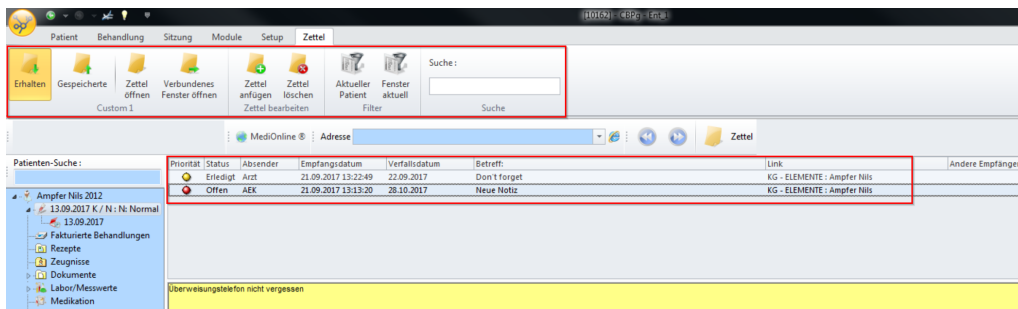 [10162] - CBPg - Ent_1
Patient Behandlung Sitzung Module Setup Zettel
Erhalten Gespeicherte Zettel öffnen Verbundenes Fenster öffnen Zettel anfügen Zettel löschen Aktueller Patient Fenster aktuell Suche :
Custom 1 Zettel bearbeiten Filter Suche
MediOnline ® Adresse Zettel
Patienten-Suche :
Priorität Status Absender Empfangsdatum Verfallsdatum Betreff: Link Andere Empfänger
Erledigt Arzt 21.09.2017 13:22:49 22.09.2017 Don't forget KG - ELEMENTE : Ampfer Nils
Offen AEK 21.09.2017 13:13:20 28.10.2017 Neue Notiz KG - ELEMENTE : Ampfer Nils
Ampfer Nils 2012
13.09.2017 K / N : N: Normal
13.09.2017
Fakturierte Behandlungen
Rezepte
Zeugnisse
Dokumente
Labor/Messwerte
Medikation
Überweisungstelefon nicht vergessen